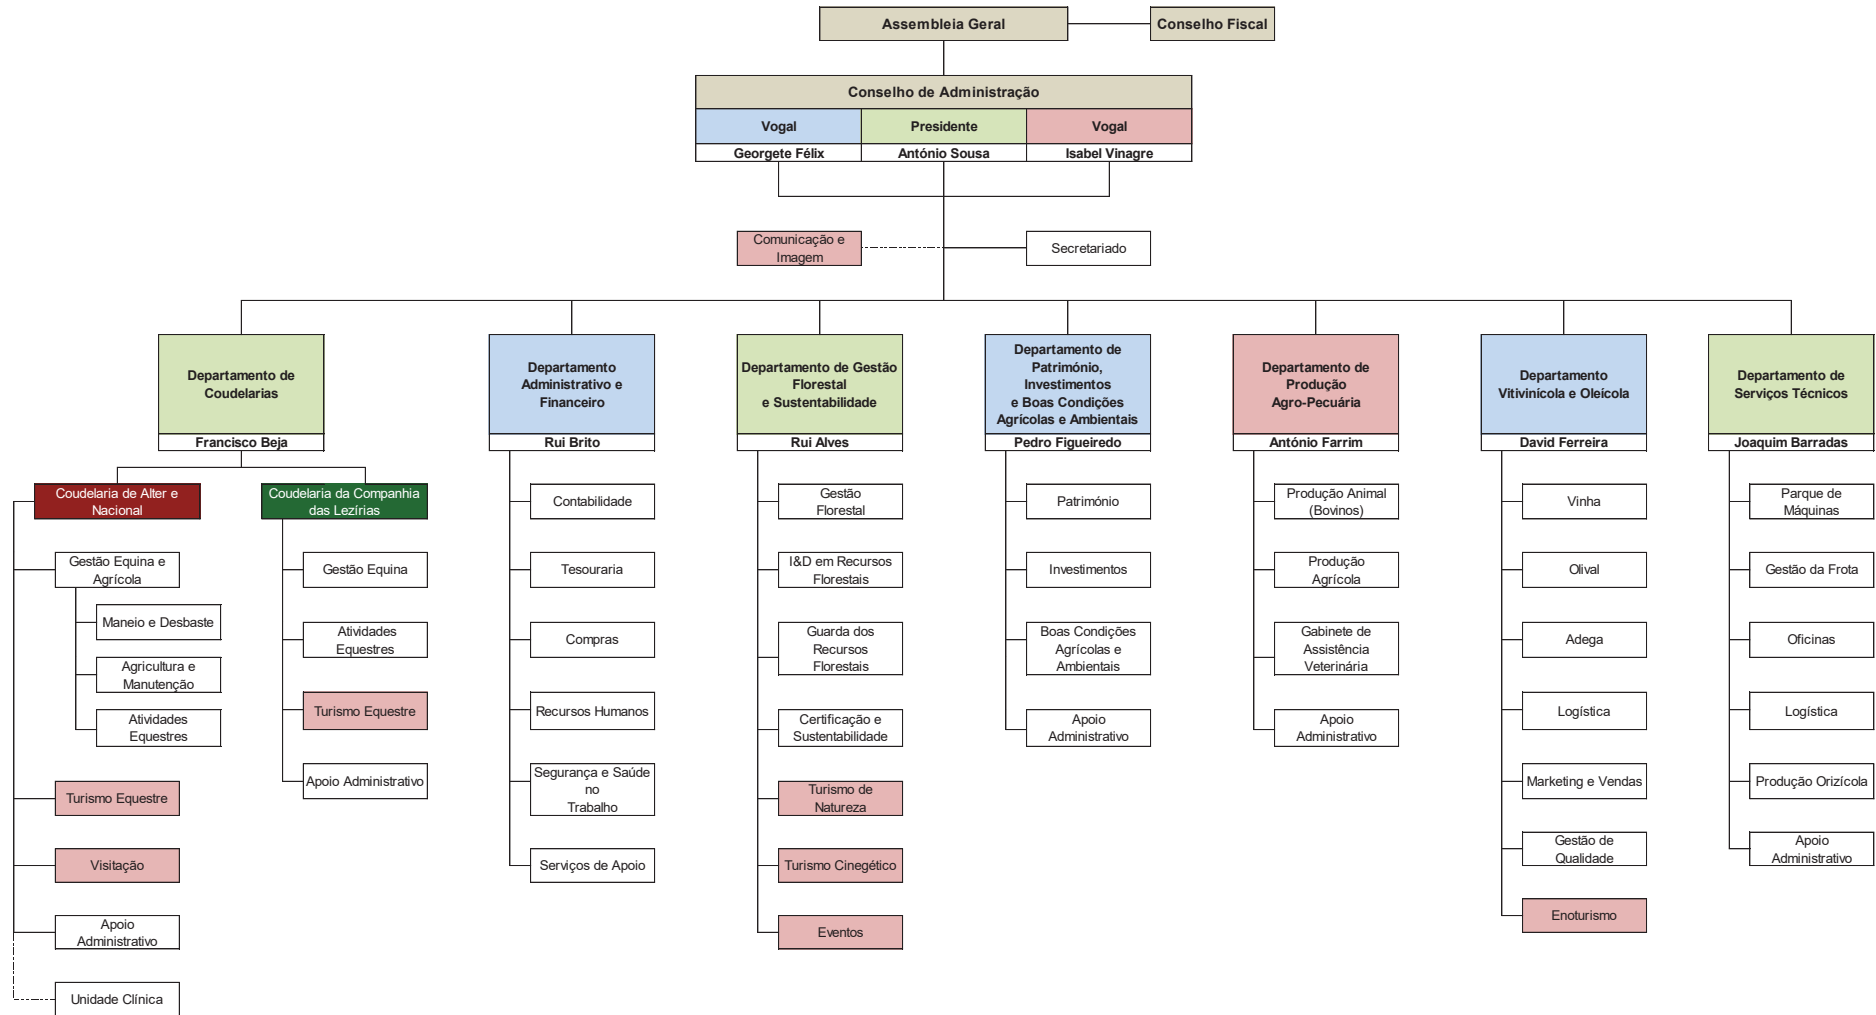 Assembleia Geral
Conselho Fiscal
Conselho de Administração
Vogal
Presidente
Vogal
Georgete Félix
António Sousa
Isabel Vinagre
Comunicação e
Imagem
Secretariado
Departamento de
Coudelarias
Francisco Beja
Departamento
Administrativo e
Financeiro
Rui Brito
Departamento de Gestão
Florestal
e Sustentabilidade
Rui Alves
Departamento de
Património,
Investimentos
e Boas Condições
Agrícolas e Ambientais
Pedro Figueiredo
Departamento de
Produção
Agro-Pecuária
António Farrim
Departamento
Vitivinícola e Oleícola
David Ferreira
Departamento de
Serviços Técnicos
Joaquim Barradas
Coudelaria de Alter e
Nacional
Gestão Equina e
Agrícola
Maneio e Desbaste
Agricultura e
Manutenção
Atividades
Equestres
Turismo Equestre
Visitação
Apoio
Administrativo
Unidade Clínica
Coudelaria da Companhia
das Lezírias
Gestão Equina
Atividades
Equestres
Turismo Equestre
Apoio Administrativo
Contabilidade
Tesouraria
Compras
Recursos Humanos
Segurança e Saúde
no
Trabalho
Serviços de Apoio
Gestão
Florestal
I&D em Recursos
Florestais
Guarda dos
Recursos
Florestais
Certificação e
Sustentabilidade
Turismo de
Natureza
Turismo Cinegético
Eventos
Património
Investimentos
Boas Condições
Agrícolas e
Ambientais
Apoio
Administrativo
Produção Animal
(Bovinos)
Produção
Agrícola
Gabinete de
Assistência
Veterinária
Apoio
Administrativo
Vinha
Olival
Adega
Logística
Marketing e Vendas
Gestão de
Qualidade
Enoturismo
Parque de
Máquinas
Gestão da Frota
Oficinas
Logística
Produção Orizícola
Apoio
Administrativo